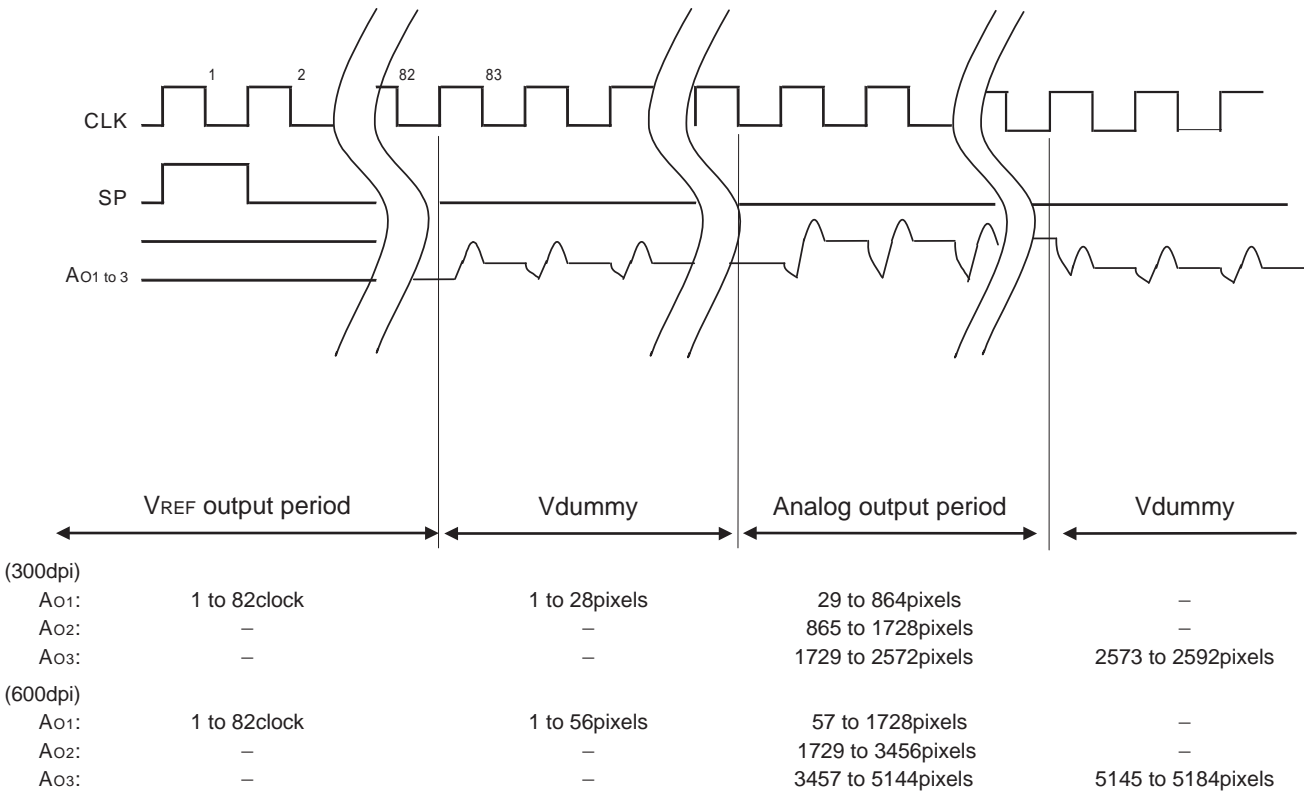 1 2 82 83
CLK
SP
AO1 to 3
VREF output period Vdummy Analog output period Vdummy
(300dpi)
AO1: 1 to 82clock 1 to 28pixels 29 to 864pixels –
AO2: – – 865 to 1728pixels –
AO3: – – 1729 to 2572pixels 2573 to 2592pixels
(600dpi)
AO1: 1 to 82clock 1 to 56pixels 57 to 1728pixels –
AO2: – – 1729 to 3456pixels –
AO3: – – 3457 to 5144pixels 5145 to 5184pixels